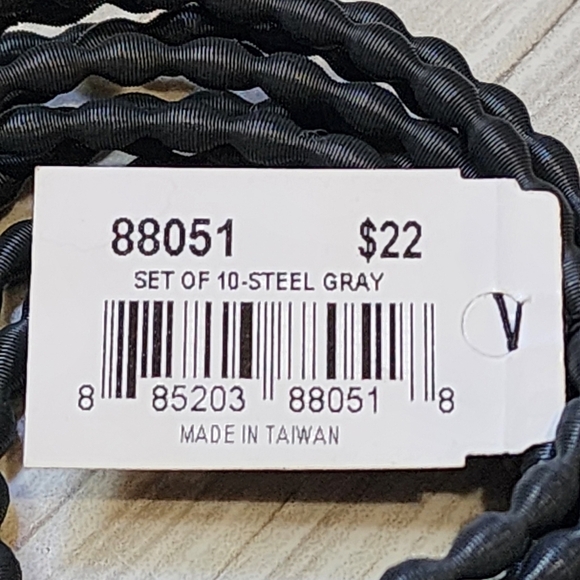 88051 $22
SET OF 10-STEEL GRAY
8 85203 88051 8
MADE IN TAIWAN